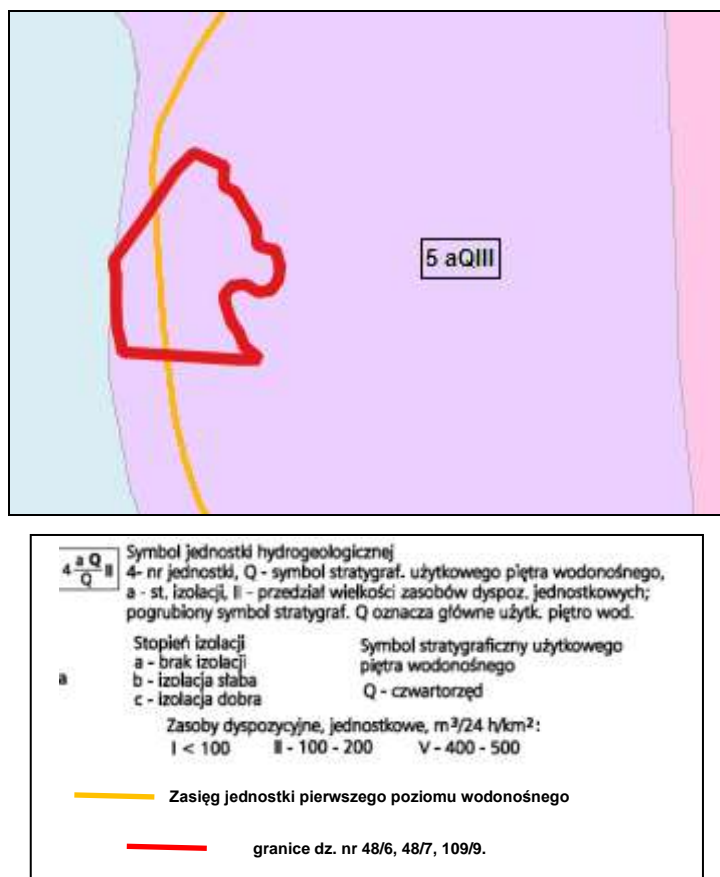 5 aQIII
4 a Q II
Q
Symbol jednostki hydrogeologicznej
4- nr jednostki, Q - symbol stratygraf. użytkowego piętra wodonośnego,
a - st. izolacji, II - przedział wielkości zasobów dyspoz. jednostkowych;
pogrubiony symbol stratygraf. Q oznacza główne użytk. piętro wod.
Stopień izolacji
a - brak izolacji
b - izolacja słaba
c - izolacja dobra
a
Symbol stratygraficzny użytkowego
piętra wodonośnego
Q - czwartorzęd
Zasoby dyspozycyjne, jednostkowe, m³/24 h/km²:
I < 100 II - 100 - 200 V - 400 - 500
Zasięg jednostki pierwszego poziomu wodonośnego
granice dz. nr 48/6, 48/7, 109/9.